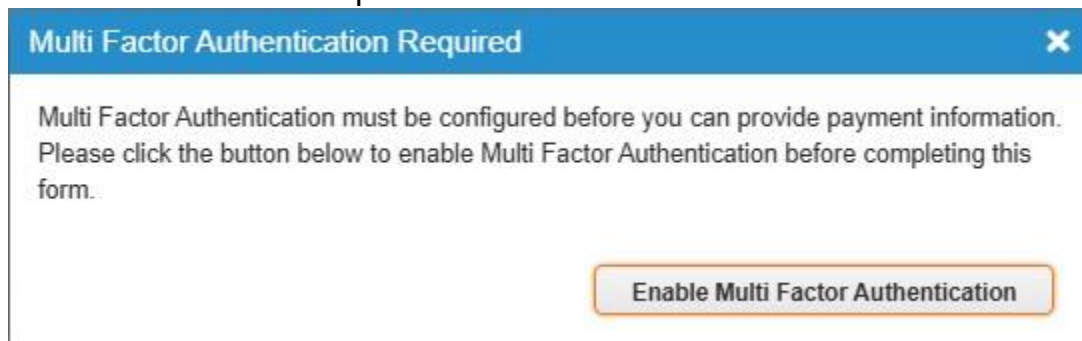 Multi Factor Authentication Required
Multi Factor Authentication must be configured before you can provide payment information.
Please click the button below to enable Multi Factor Authentication before completing this
form.
Enable Multi Factor Authentication